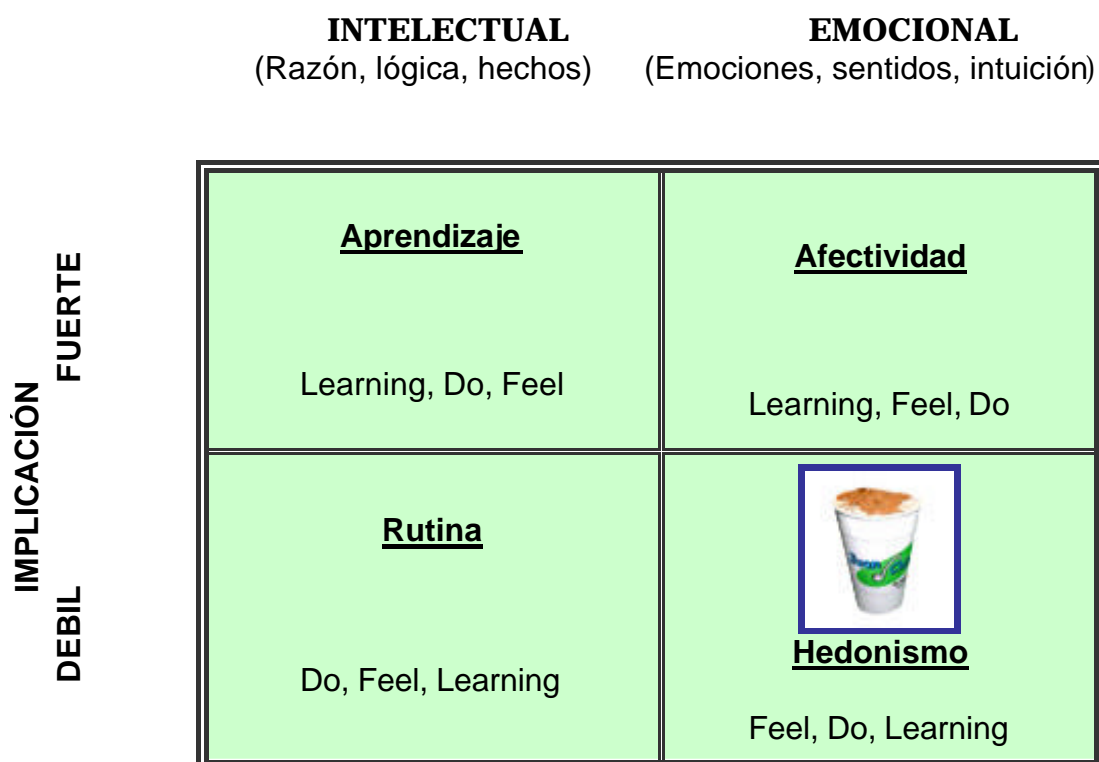 INTELECTUAL
(Razón, lógica, hechos)
EMOCIONAL
(Emociones, sentidos, intuición)
IMPLICACIÓN
FUERTE
DEBIL
Aprendizaje
Learning, Do, Feel
Afectividad
Learning, Feel, Do
Rutina
Do, Feel, Learning
Hedonismo
Feel, Do, Learning